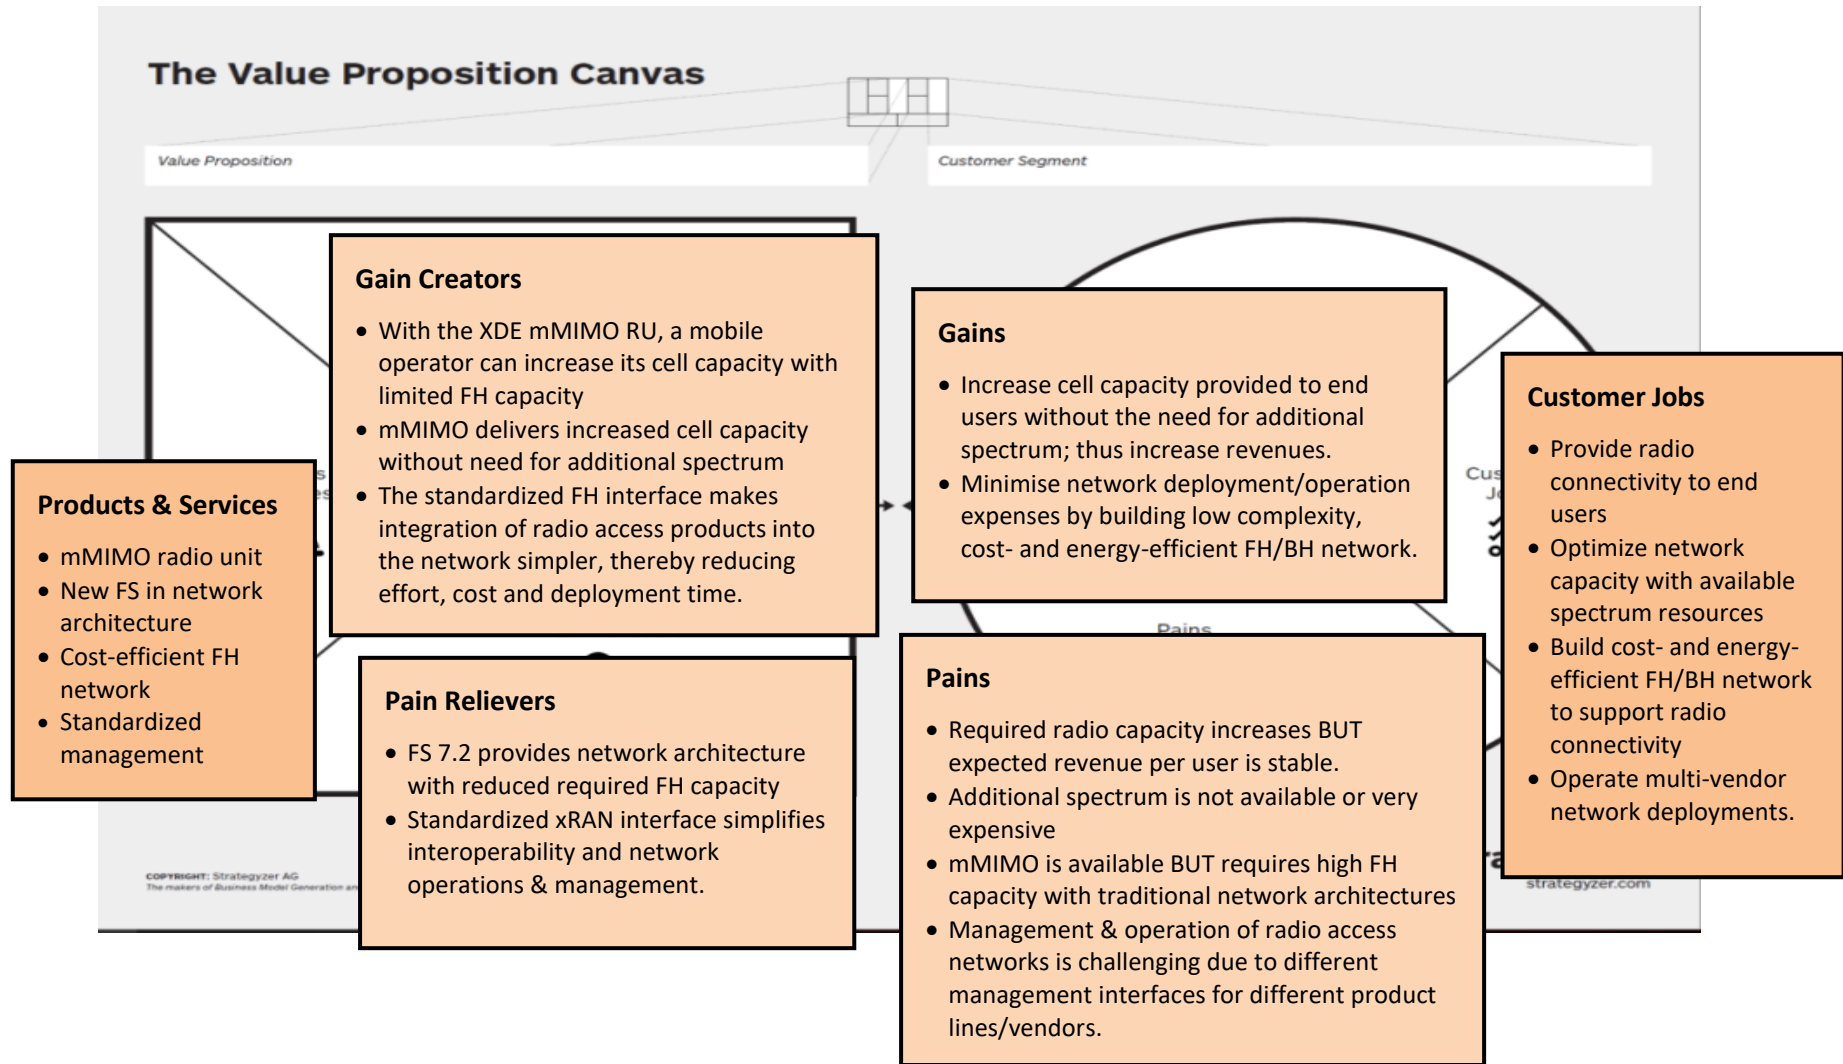 The Value Proposition Canvas
Value Proposition
Customer Segment
Gain Creators
• With the XDE mMIMO RU, a mobile
operator can increase its cell capacity with
limited FH capacity
• mMIMO delivers increased cell capacity
without need for additional spectrum
• The standardized FH interface makes
integration of radio access products into
the network simpler, thereby reducing
effort, cost and deployment time.
Gains
• Increase cell capacity provided to end
users without the need for additional
spectrum; thus increase revenues.
• Minimise network deployment/operation
expenses by building low complexity,
cost- and energy-efficient FH/BH network.
Customer Jobs
• Provide radio
connectivity to end
users
• Optimize network
capacity with available
spectrum resources
• Build cost- and energy-
efficient FH/BH network
to support radio
connectivity
• Operate multi-vendor
network deployments.
Products & Services
• mMIMO radio unit
• New FS in network
architecture
• Cost-efficient FH
network
• Standardized
management
Pain Relievers
• FS 7.2 provides network architecture
with reduced required FH capacity
• Standardized xRAN interface simplifies
interoperability and network
operations & management.
Pains
Pains
• Required radio capacity increases BUT
expected revenue per user is stable.
• Additional spectrum is not available or very
expensive
• mMIMO is available BUT requires high FH
capacity with traditional network architectures
• Management & operation of radio access
networks is challenging due to different
management interfaces for different product
lines/vendors.
COPYRIGHT: Strategyzer AG
The makers of Business Model Generation an
strategyzer.com